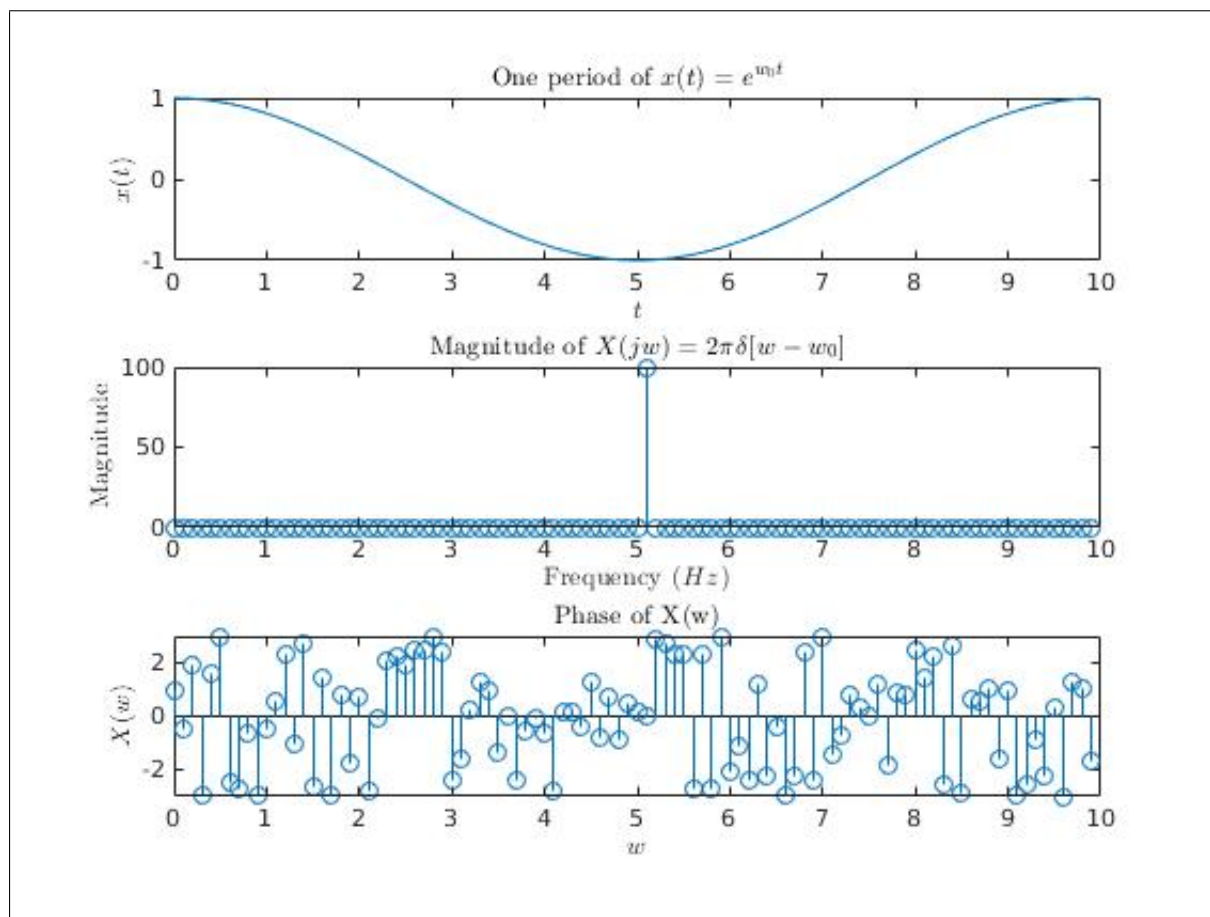 One period of x(t) = e^{w_0 t}
x(t)
1
0
-1
0 1 2 3 4 5 6 7 8 9 10
t
Magnitude of X(jw) = 2πδ[w − w_0]
Magnitude
100
50
0
0 1 2 3 4 5 6 7 8 9 10
Frequency (Hz)
Phase of X(w)
X(w)
2
0
-2
0 1 2 3 4 5 6 7 8 9 10
w